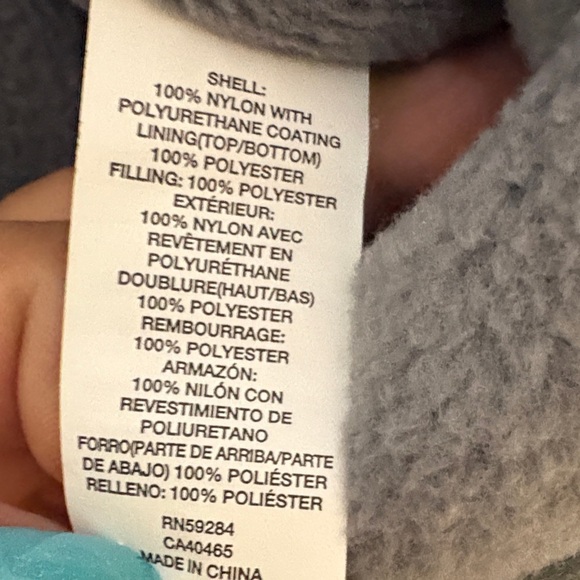 SHELL:
100% NYLON WITH
POLYURETHANE COATING
LINING(TOP/BOTTOM)
100% POLYESTER
FILLING: 100% POLYESTER
EXTÉRIEUR:
100% NYLON AVEC
REVÊTEMENT EN
POLYURÉTHANE
DOUBLURE(HAUT/BAS)
100% POLYESTER
REMBOURRAGE:
100% POLYESTER
ARMAZÓN:
100% NILÓN CON
REVESTIMIENTO DE
POLIURETANO
FORRO(PARTE DE ARRIBA/PARTE
DE ABAJO) 100% POLIÉSTER
RELLENO: 100% POLIÉSTER
RN59284
CA40465
MADE IN CHINA